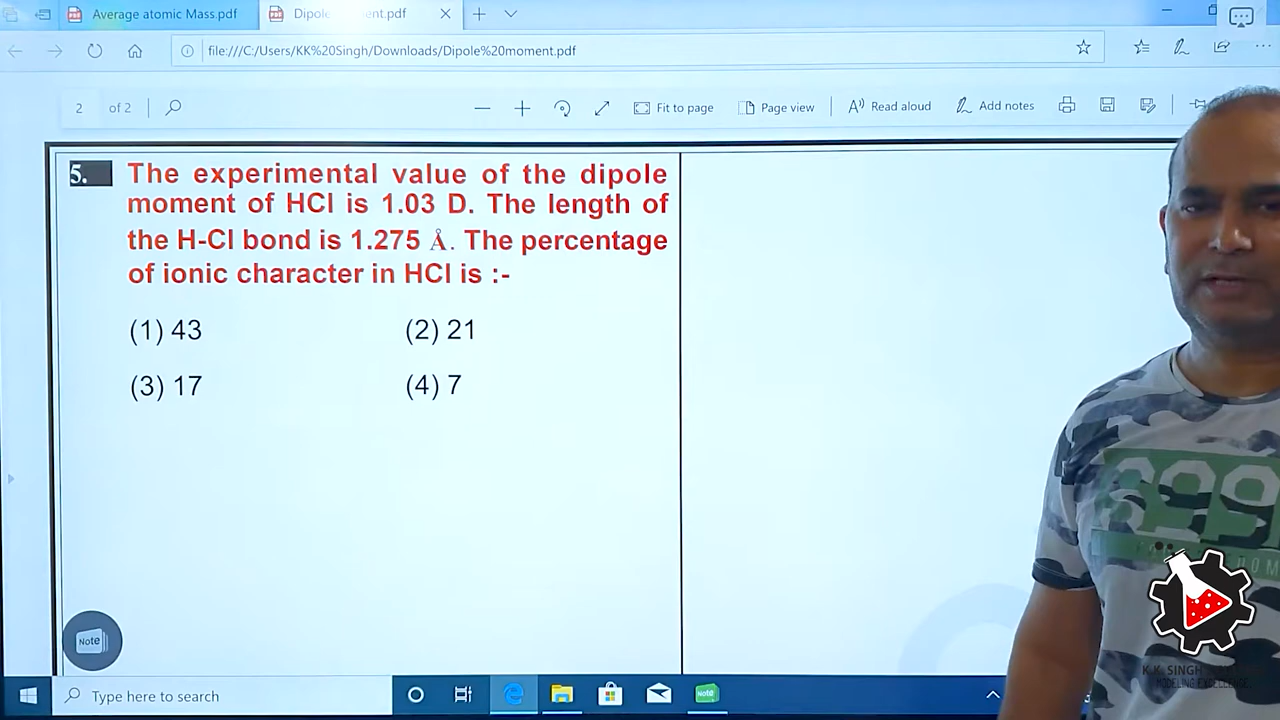 Average atomic Mass.pdf
Dipole
ent.pdf
file:///C:/Users/KK%20Singh/Downloads/Dipole%20moment.pdf
2 of 2
Fit to page
Page view
Read aloud
Add notes
5. The experimental value of the dipole
moment of HCl is 1.03 D. The length of
the H-Cl bond is 1.275 Å. The percentage
of ionic character in HCl is :-
(1) 43 (2) 21
(3) 17 (4) 7
Note
Type here to search
Note
K.K. SINGH